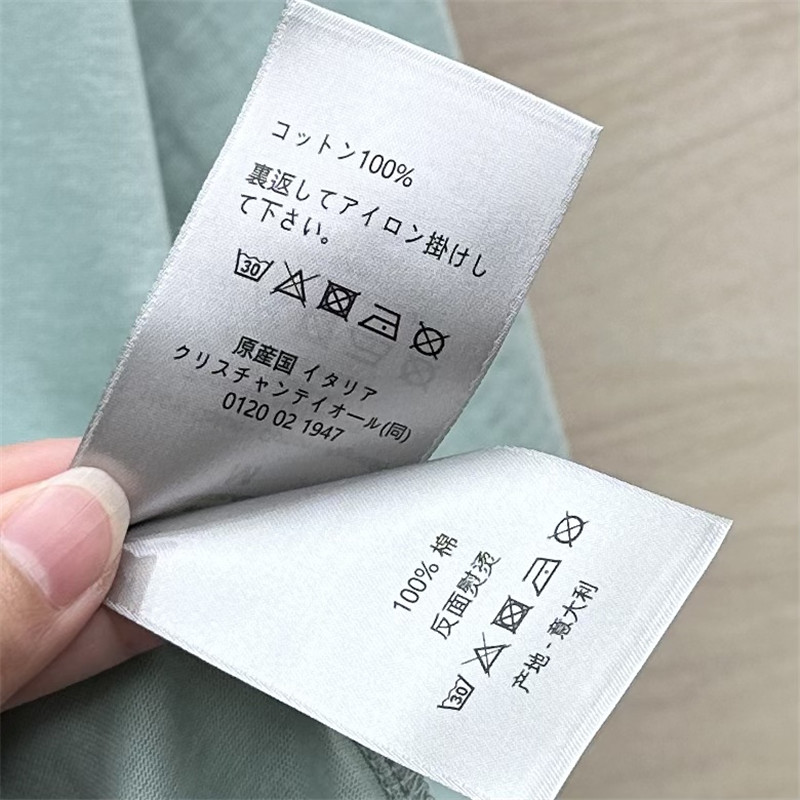 コットン100%
裏返してアイロン掛けし
て下さい。
30
原産国 イタリア
クリスチャンディオール(同)
0120 02 1947
100% 棉
反面熨烫
30
产地 - 意大利